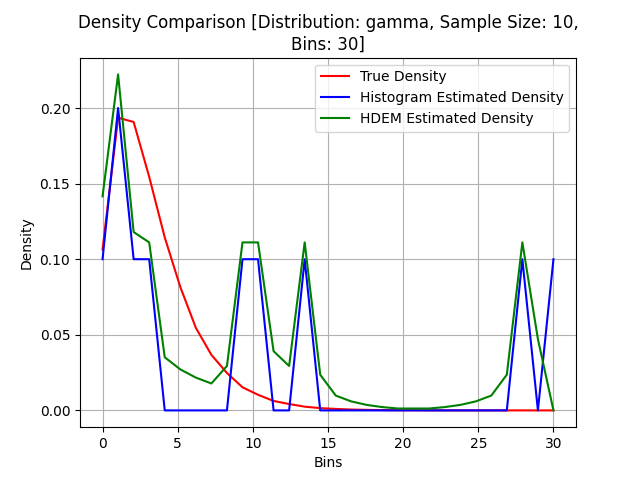 Density Comparison [Distribution: gamma, Sample Size: 10,
Bins: 30]
True Density
Histogram Estimated Density
HDEM Estimated Density
Density
0.20
0.15
0.10
0.05
0.00
0 5 10 15 20 25 30
Bins